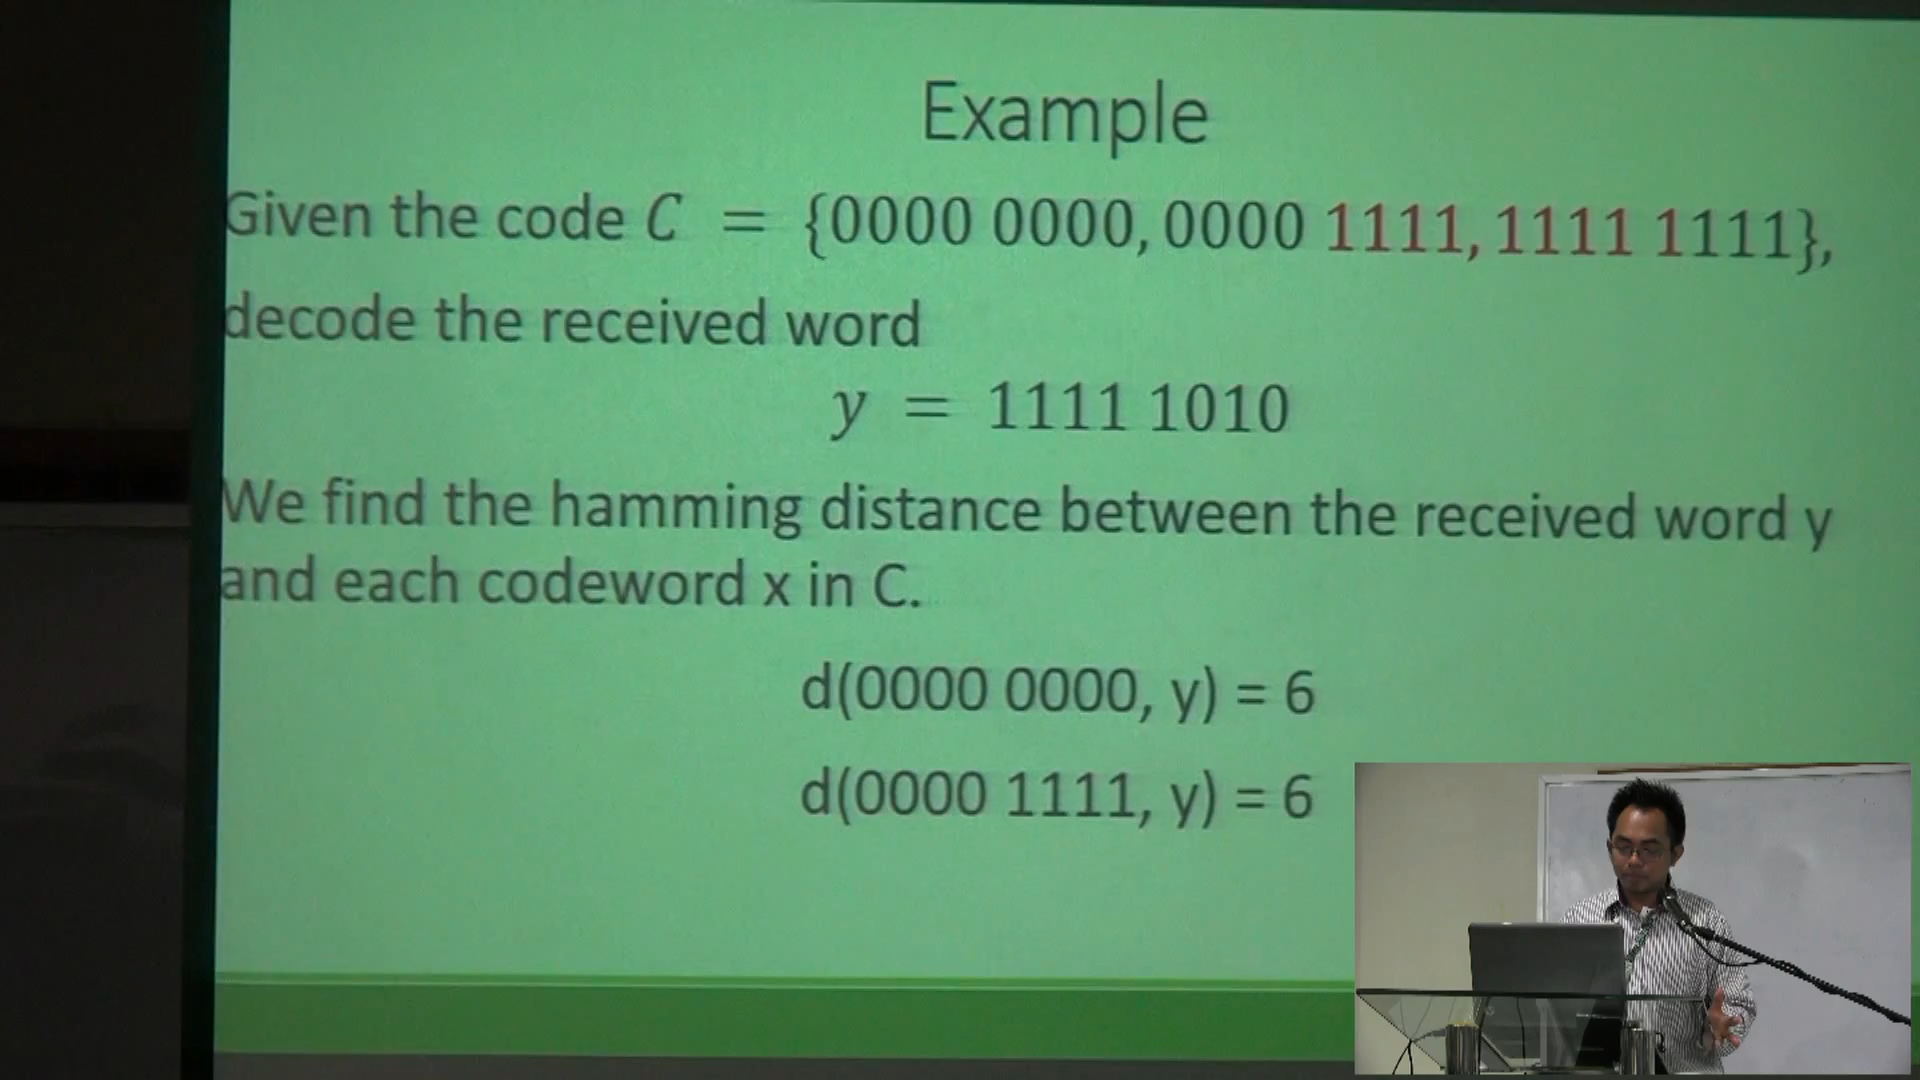 Example
Given the code C = {0000 0000, 0000 1111, 1111 1111},
decode the received word
y = 1111 1010
We find the hamming distance between the received word y
and each codeword x in C.
d(0000 0000, y) = 6
d(0000 1111, y) = 6